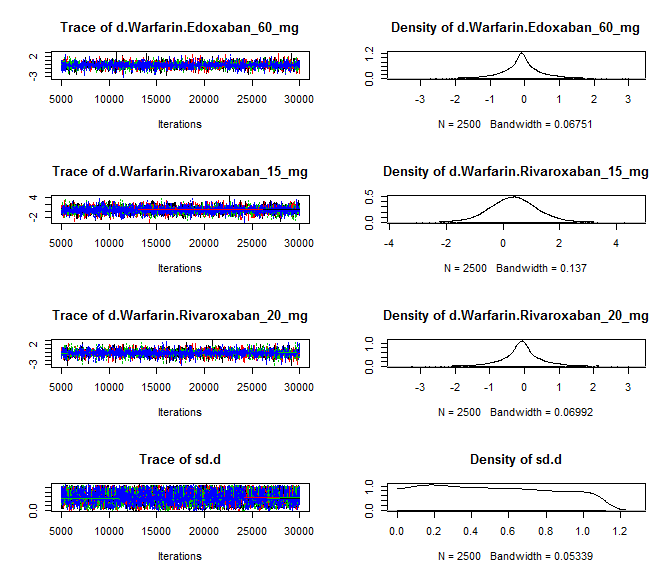 Trace of d.Warfarin.Edoxaban_60_mg
-3 2
5000 10000 15000 20000 25000 30000
Iterations
Density of d.Warfarin.Edoxaban_60_mg
0.0 1.2
-3 -2 -1 0 1 2 3
N = 2500 Bandwidth = 0.06751
Trace of d.Warfarin.Rivaroxaban_15_mg
-2 4
5000 10000 15000 20000 25000 30000
Iterations
Density of d.Warfarin.Rivaroxaban_15_mg
0.0 0.5
-4 -2 0 2 4
N = 2500 Bandwidth = 0.137
Trace of d.Warfarin.Rivaroxaban_20_mg
-3 2
5000 10000 15000 20000 25000 30000
Iterations
Density of d.Warfarin.Rivaroxaban_20_mg
0.0 1.0
-3 -2 -1 0 1 2 3
N = 2500 Bandwidth = 0.06992
Trace of sd.d
0.0
5000 10000 15000 20000 25000 30000
Iterations
Density of sd.d
0.0 1.0
0.0 0.2 0.4 0.6 0.8 1.0 1.2
N = 2500 Bandwidth = 0.05339